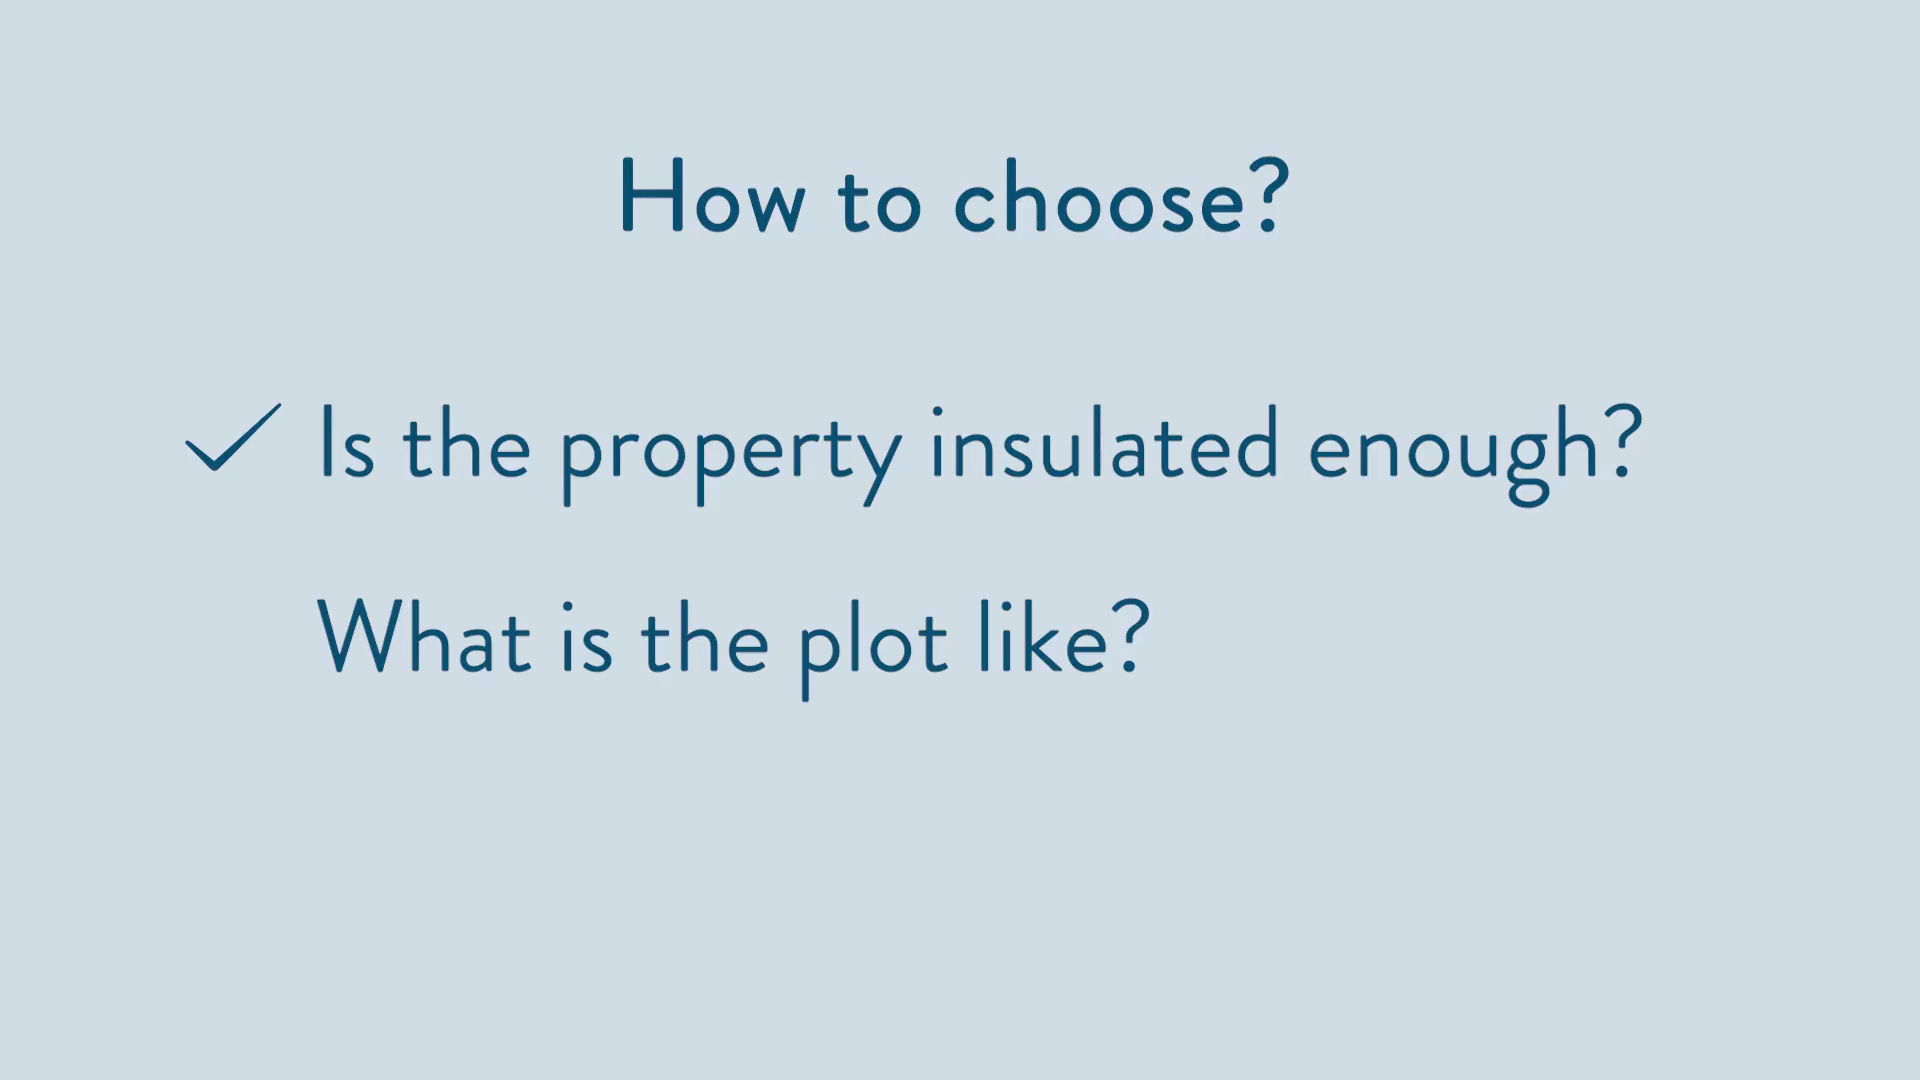 How to choose?
Is the property insulated enough?
What is the plot like?